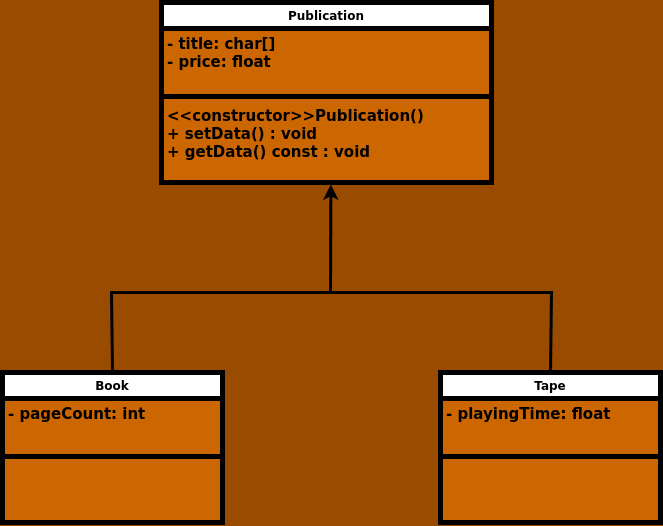 Publication
- title: char[]
- price: float
<<constructor>>Publication()
+ setData() : void
+ getData() const : void
Book
- pageCount: int
Tape
- playingTime: float